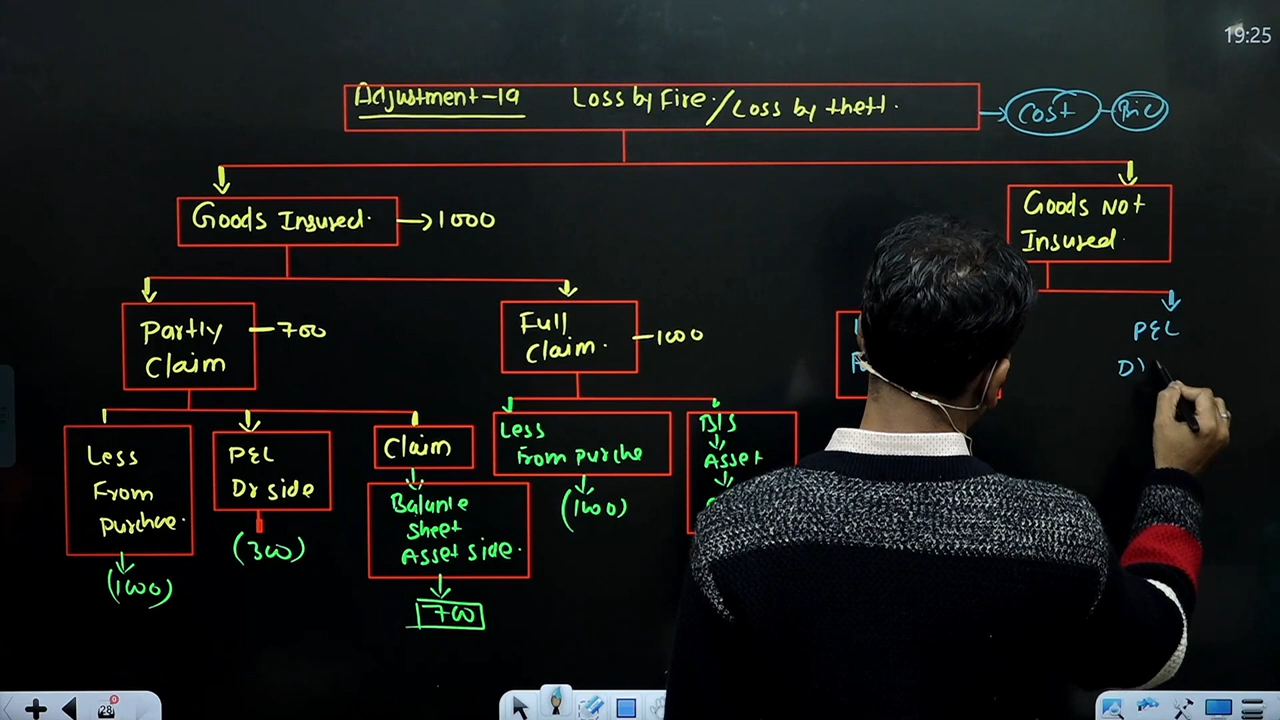 19:25
Adjustment-19 Loss by Fire. / Loss by theft.
Cost
Goods Insured. 1000
Goods Not
Insured.
Partly
Claim
700
Full
Claim.
1000
P&L
Less
From
Purchase.
(1000)
P&L
Dr side
(300)
Claim
Balance
Sheet
Asset side.
700
Less
From purchse
(1000)
B/S
Asset
28